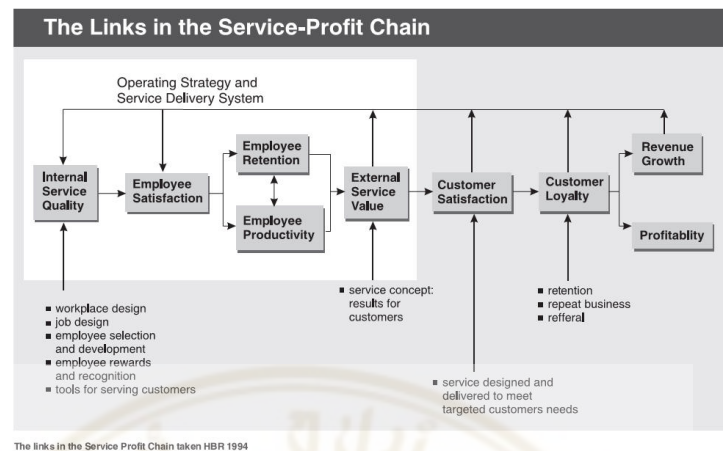 The Links in the Service-Profit Chain
Operating Strategy and
Service Delivery System
Internal
Service
Quality
Employee
Satisfaction
Employee
Retention
Employee
Productivity
External
Service
Value
Customer
Satisfaction
Customer
Loyalty
Revenue
Growth
Profitablity
■ workplace design
■ job design
■ employee selection
and development
■ employee rewards
and recognition
■ tools for serving customers
■ service concept:
results for
customers
■ service designed and
delivered to meet
targeted customers needs
■ retention
■ repeat business
■ refferal
The links in the Service Profit Chain taken HBR 1994